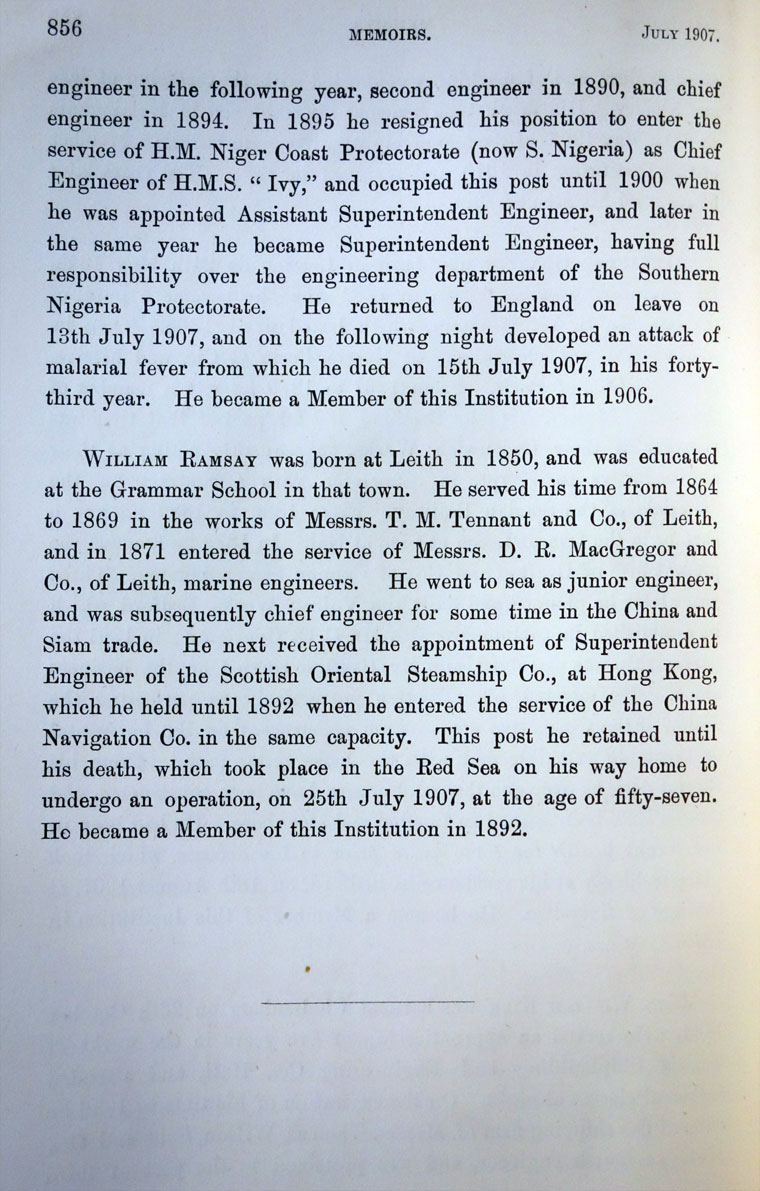 856
MEMOIRS.
JULY 1907.
engineer in the following year, second engineer in 1890, and chief
engineer in 1894. In 1895 he resigned his position to enter the
service of H.M. Niger Coast Protectorate (now S. Nigeria) as Chief
Engineer of H.M.S. “ Ivy,” and occupied this post until 1900 when
he was appointed Assistant Superintendent Engineer, and later in
the same year he became Superintendent Engineer, having full
responsibility over the engineering department of the Southern
Nigeria Protectorate. He returned to England on leave on
13th July 1907, and on the following night developed an attack of
malarial fever from which he died on 15th July 1907, in his forty-
third year. He became a Member of this Institution in 1906.
WILLIAM RAMSAY was born at Leith in 1850, and was educated
at the Grammar School in that town. He served his time from 1864
to 1869 in the works of Messrs. T. M. Tennant and Co., of Leith,
and in 1871 entered the service of Messrs. D. R. MacGregor and
Co., of Leith, marine engineers. He went to sea as junior engineer,
and was subsequently chief engineer for some time in the China and
Siam trade. He next received the appointment of Superintendent
Engineer of the Scottish Oriental Steamship Co., at Hong Kong,
which he held until 1892 when he entered the service of the China
Navigation Co. in the same capacity. This post he retained until
his death, which took place in the Red Sea on his way home to
undergo an operation, on 25th July 1907, at the age of fifty-seven.
He became a Member of this Institution in 1892.